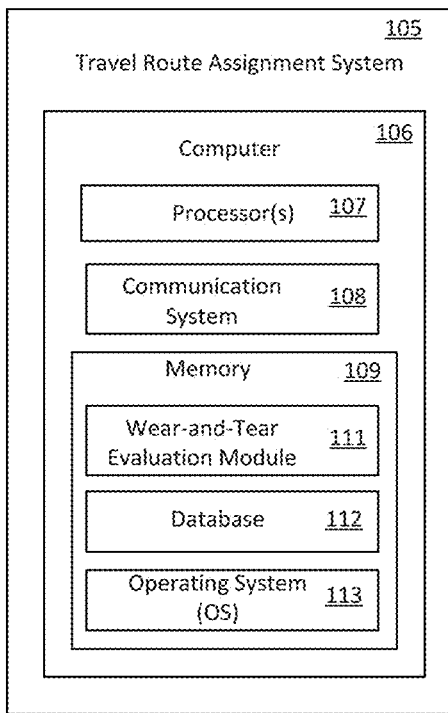 105
Travel Route Assignment System
106
Computer
Processor(s) 107
Communication
System 108
Memory 109
Wear-and-Tear
Evaluation Module 111
Database 112
Operating System
(OS) 113